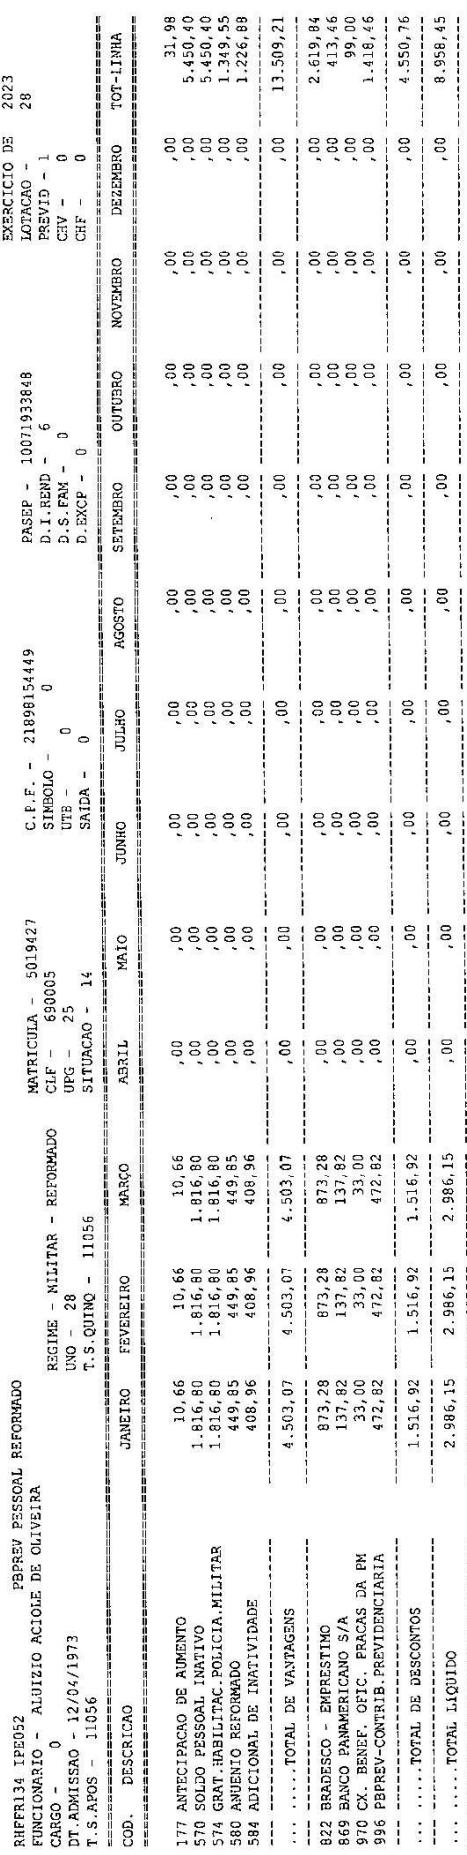 RHFFR134 IPE052 PBPREV PESSOAL REFORMADO EXERCICIO DE 2023
FUNCIONARIO - ALUIZIO ACIOLE DE OLIVEIRA REGIME - MILITAR - REFORMADO MATRICULA - 5019427 C.P.F. - 21898154449 PASEP - 10071933848 LOTACAO - 28
CARGO - 0 UNO - 28 CLF - 690005 SIMBOLO - 0 D.I.REND - 6 PREVID - 1
DT.ADMISSAO - 12/04/1973 T.S.QUINQ - 11056 UPG - 25 UTB - 0 D.S.FAM - 0 CHV - 0
T.S.APOS - 11056 SITUACAO - 14 SAIDA - 0 D.EXCP - 0 CHF - 0
COD. DESCRICAO JANEIRO FEVEREIRO MARÇO ABRIL MAIO JUNHO JULHO AGOSTO SETEMBRO OUTUBRO NOVEMBRO DEZEMBRO TOT-LINHA
177 ANTECIPACAO DE AUMENTO 10,66 10,66 10,66 ,00 ,00 ,00 ,00 ,00 ,00 ,00 ,00 ,00 31,98
570 SOLDO PESSOAL INATIVO 1.816,80 1.816,80 1.816,80 ,00 ,00 ,00 ,00 ,00 ,00 ,00 ,00 ,00 5.450,40
574 GRAT.HABILITAC.POLICIA.MILITAR 1.816,80 1.816,80 1.816,80 ,00 ,00 ,00 ,00 ,00 ,00 ,00 ,00 ,00 5.450,40
580 ANUENIO REFORMADO 449,85 449,85 449,85 ,00 ,00 ,00 ,00 ,00 ,00 ,00 ,00 ,00 1.349,55
584 ADICIONAL DE INATIVIDADE 408,96 408,96 408,96 ,00 ,00 ,00 ,00 ,00 ,00 ,00 ,00 ,00 1.226,88
... .... TOTAL DE VANTAGENS 4.503,07 4.503,07 4.503,07 ,00 ,00 ,00 ,00 ,00 ,00 ,00 ,00 ,00 13.509,21
822 BRADESCO - EMPRESTIMO 873,28 873,28 873,28 ,00 ,00 ,00 ,00 ,00 ,00 ,00 ,00 ,00 2.619,84
869 BANCO PANAMERICANO S/A 137,82 137,82 137,82 ,00 ,00 ,00 ,00 ,00 ,00 ,00 ,00 ,00 413,46
970 CX. BENEF. OFIC. PRACAS DA PM 33,00 33,00 33,00 ,00 ,00 ,00 ,00 ,00 ,00 ,00 ,00 ,00 99,00
996 PBPREV-CONTRIB.PREVIDENCIARIA 472,82 472,82 472,82 ,00 ,00 ,00 ,00 ,00 ,00 ,00 ,00 ,00 1.418,46
... .... TOTAL DE DESCONTOS 1.516,92 1.516,92 1.516,92 ,00 ,00 ,00 ,00 ,00 ,00 ,00 ,00 ,00 4.550,76
... .... TOTAL LíQUIDO 2.986,15 2.986,15 2.986,15 ,00 ,00 ,00 ,00 ,00 ,00 ,00 ,00 ,00 8.958,45